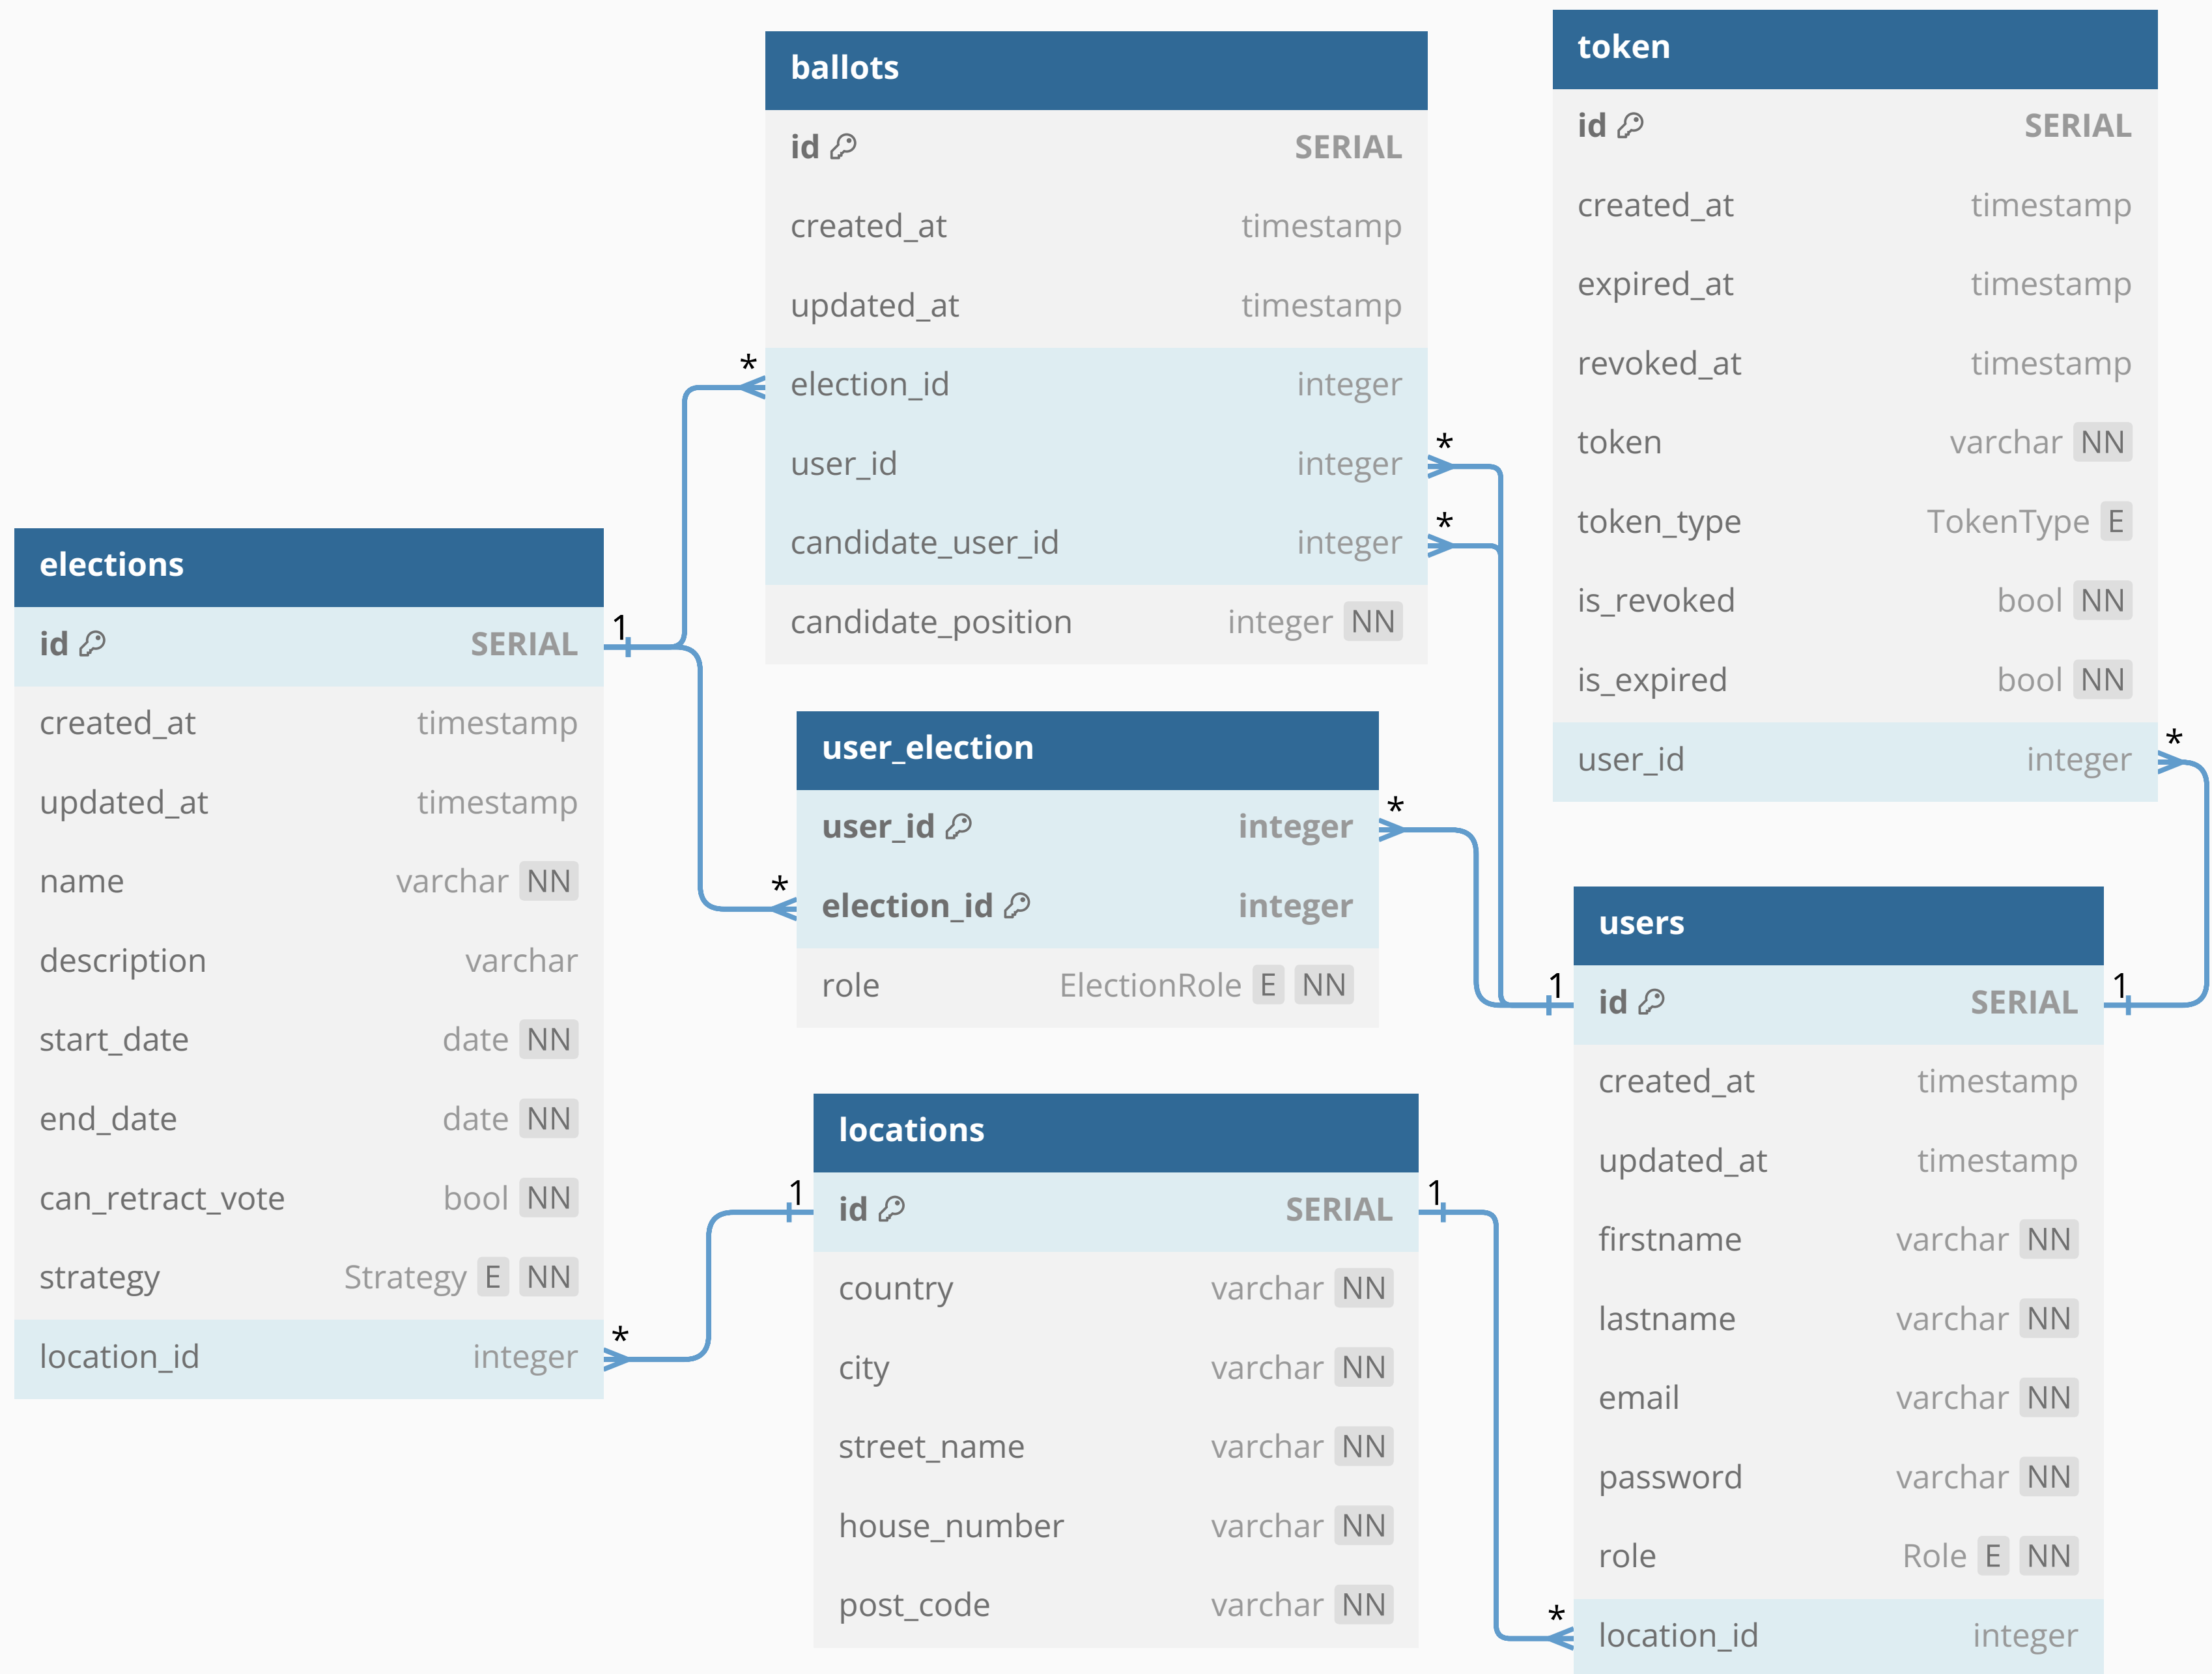 ballots
id SERIAL
created_at timestamp
updated_at timestamp
* election_id integer
user_id integer *
candidate_user_id integer *
candidate_position integer NN
token
id SERIAL
created_at timestamp
expired_at timestamp
revoked_at timestamp
token varchar NN
token_type TokenType E
is_revoked bool NN
is_expired bool NN
user_id integer *
elections
id SERIAL 1
created_at timestamp
updated_at timestamp
name varchar NN
description varchar
start_date date NN
end_date date NN
can_retract_vote bool NN
strategy Strategy E NN
location_id integer *
user_election
user_id integer *
* election_id integer
role ElectionRole E NN
locations
1 id SERIAL 1
country varchar NN
city varchar NN
street_name varchar NN
house_number varchar NN
post_code varchar NN
users
1 id SERIAL 1
created_at timestamp
updated_at timestamp
firstname varchar NN
lastname varchar NN
email varchar NN
password varchar NN
role Role E NN
* location_id integer